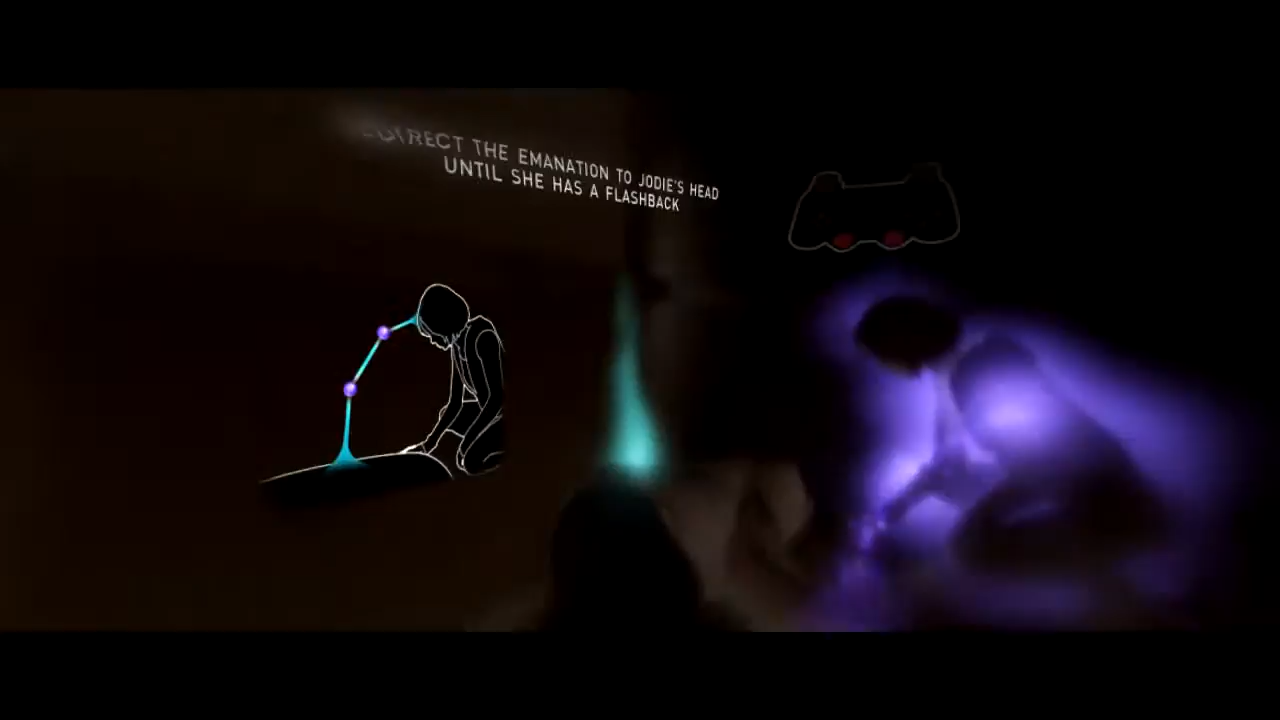 DIRECT THE EMANATION TO JODIE'S HEAD
UNTIL SHE HAS A FLASHBACK